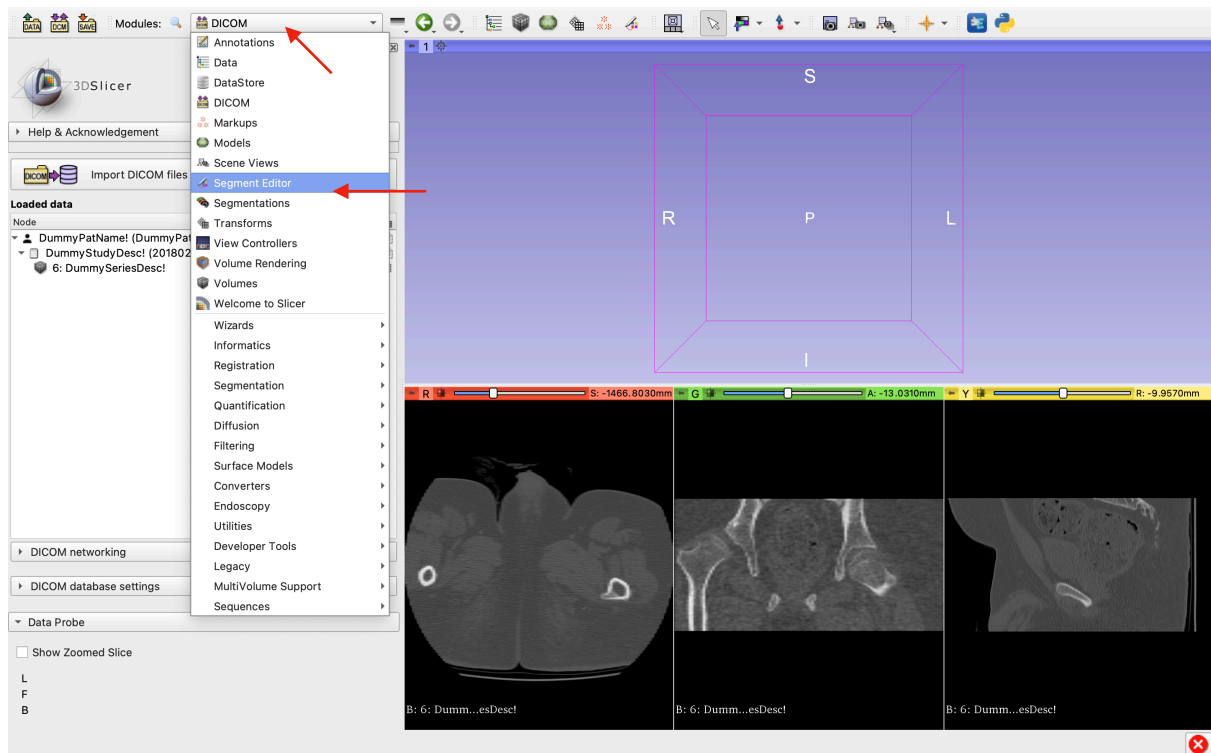 DATA DCM SAVE Modules: DICOM
Annotations
Data
DataStore
DICOM
Markups
Models
Scene Views
Segment Editor
Segmentations
Transforms
View Controllers
Volume Rendering
Volumes
Welcome to Slicer
Wizards
Informatics
Registration
Segmentation
Quantification
Diffusion
Filtering
Surface Models
Converters
Endoscopy
Utilities
Developer Tools
Legacy
MultiVolume Support
Sequences
3DSlicer
Help & Acknowledgement
DICOM Import DICOM files
Loaded data
Node
DummyPatName! (DummyPat
DummyStudyDesc! (201802
6: DummySeriesDesc!
DICOM networking
DICOM database settings
Data Probe
Show Zoomed Slice
L
F
B
1
S
R P L
I
R S: -1466.8030mm
G A: -13.0310mm
Y R: -9.9570mm
B: 6: Dumm...esDesc!
B: 6: Dumm...esDesc!
B: 6: Dumm...esDesc!